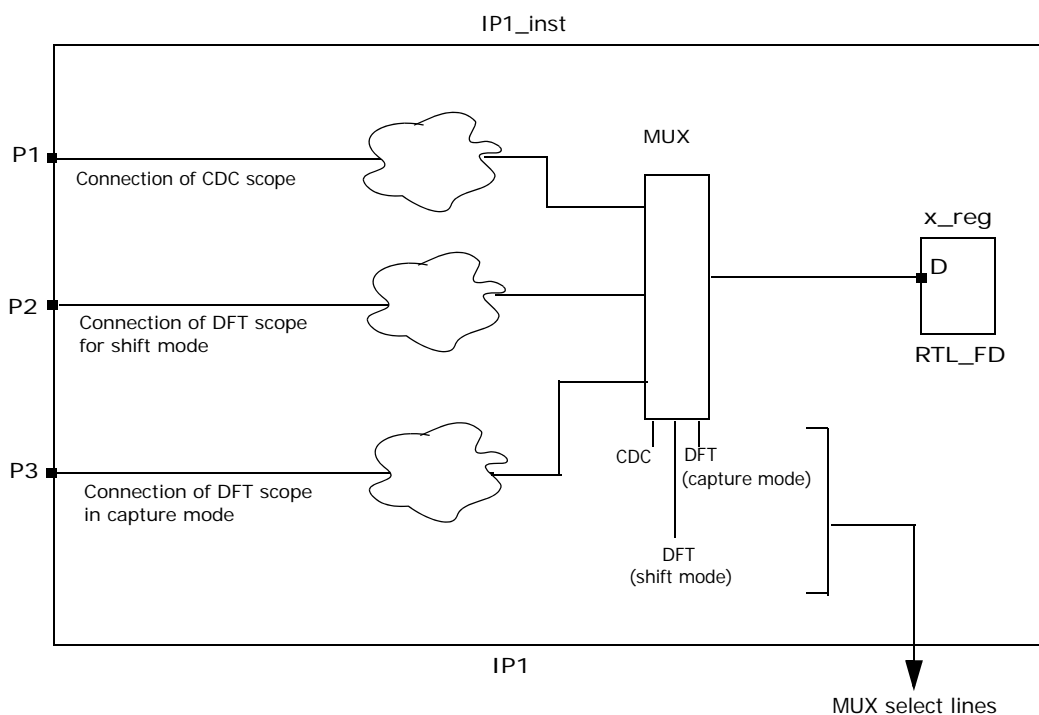 IP1_inst
P1
Connection of CDC scope
MUX
x_reg
D
RTL_FD
P2
Connection of DFT scope
for shift mode
P3
Connection of DFT scope
in capture mode
CDC
DFT
(capture mode)
DFT
(shift mode)
IP1
MUX select lines